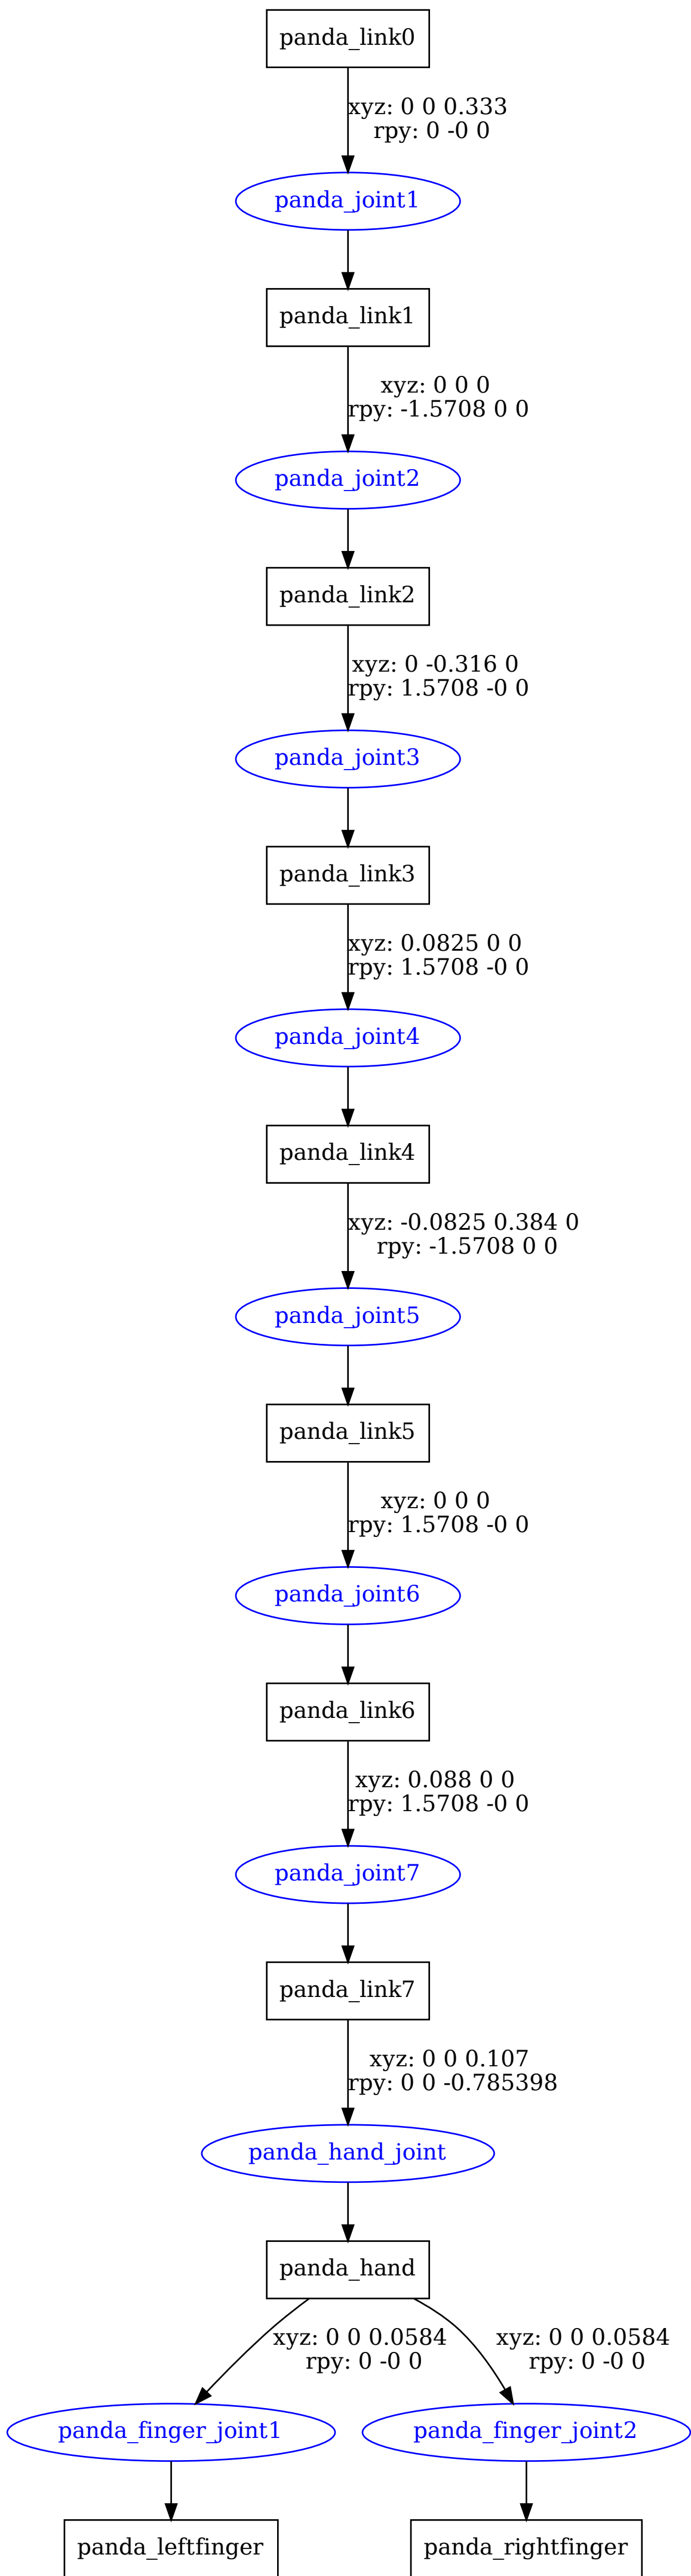 panda_link0
xyz: 0 0 0.333
rpy: 0 -0 0
panda_joint1
panda_link1
xyz: 0 0 0
rpy: -1.5708 0 0
panda_joint2
panda_link2
xyz: 0 -0.316 0
rpy: 1.5708 -0 0
panda_joint3
panda_link3
xyz: 0.0825 0 0
rpy: 1.5708 -0 0
panda_joint4
panda_link4
xyz: -0.0825 0.384 0
rpy: -1.5708 0 0
panda_joint5
panda_link5
xyz: 0 0 0
rpy: 1.5708 -0 0
panda_joint6
panda_link6
xyz: 0.088 0 0
rpy: 1.5708 -0 0
panda_joint7
panda_link7
xyz: 0 0 0.107
rpy: 0 0 -0.785398
panda_hand_joint
panda_hand
xyz: 0 0 0.0584
rpy: 0 -0 0
xyz: 0 0 0.0584
rpy: 0 -0 0
panda_finger_joint1
panda_finger_joint2
panda_leftfinger
panda_rightfinger